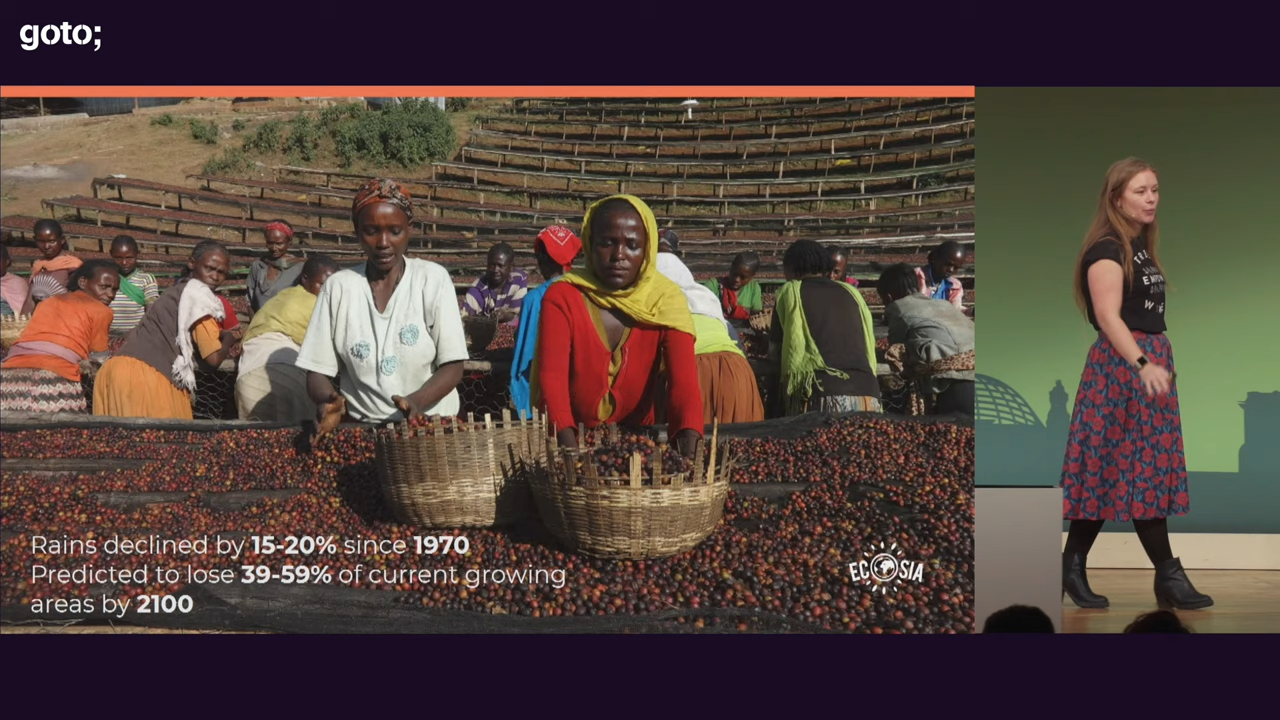 goto;
Rains declined by 15-20% since 1970
Predicted to lose 39-59% of current growing
areas by 2100
ECOSIA